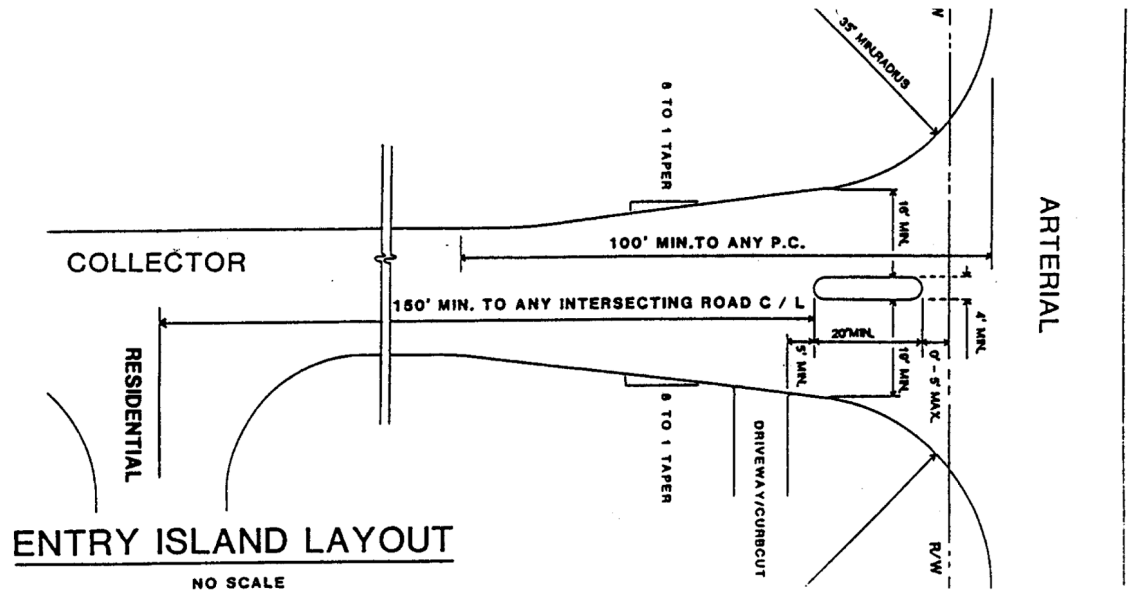 N
35' MIN.RADIUS
8 TO 1 TAPER
16' MIN.
100' MIN.TO ANY P.C.
COLLECTOR
ARTERIAL
150' MIN. TO ANY INTERSECTING ROAD C / L
4' MIN.
20'MIN.
5' MIN.
0' - 5' MAX.
RESIDENTIAL
8 TO 1 TAPER
DRIVEWAY/CURBCUT
R/W
ENTRY ISLAND LAYOUT
NO SCALE